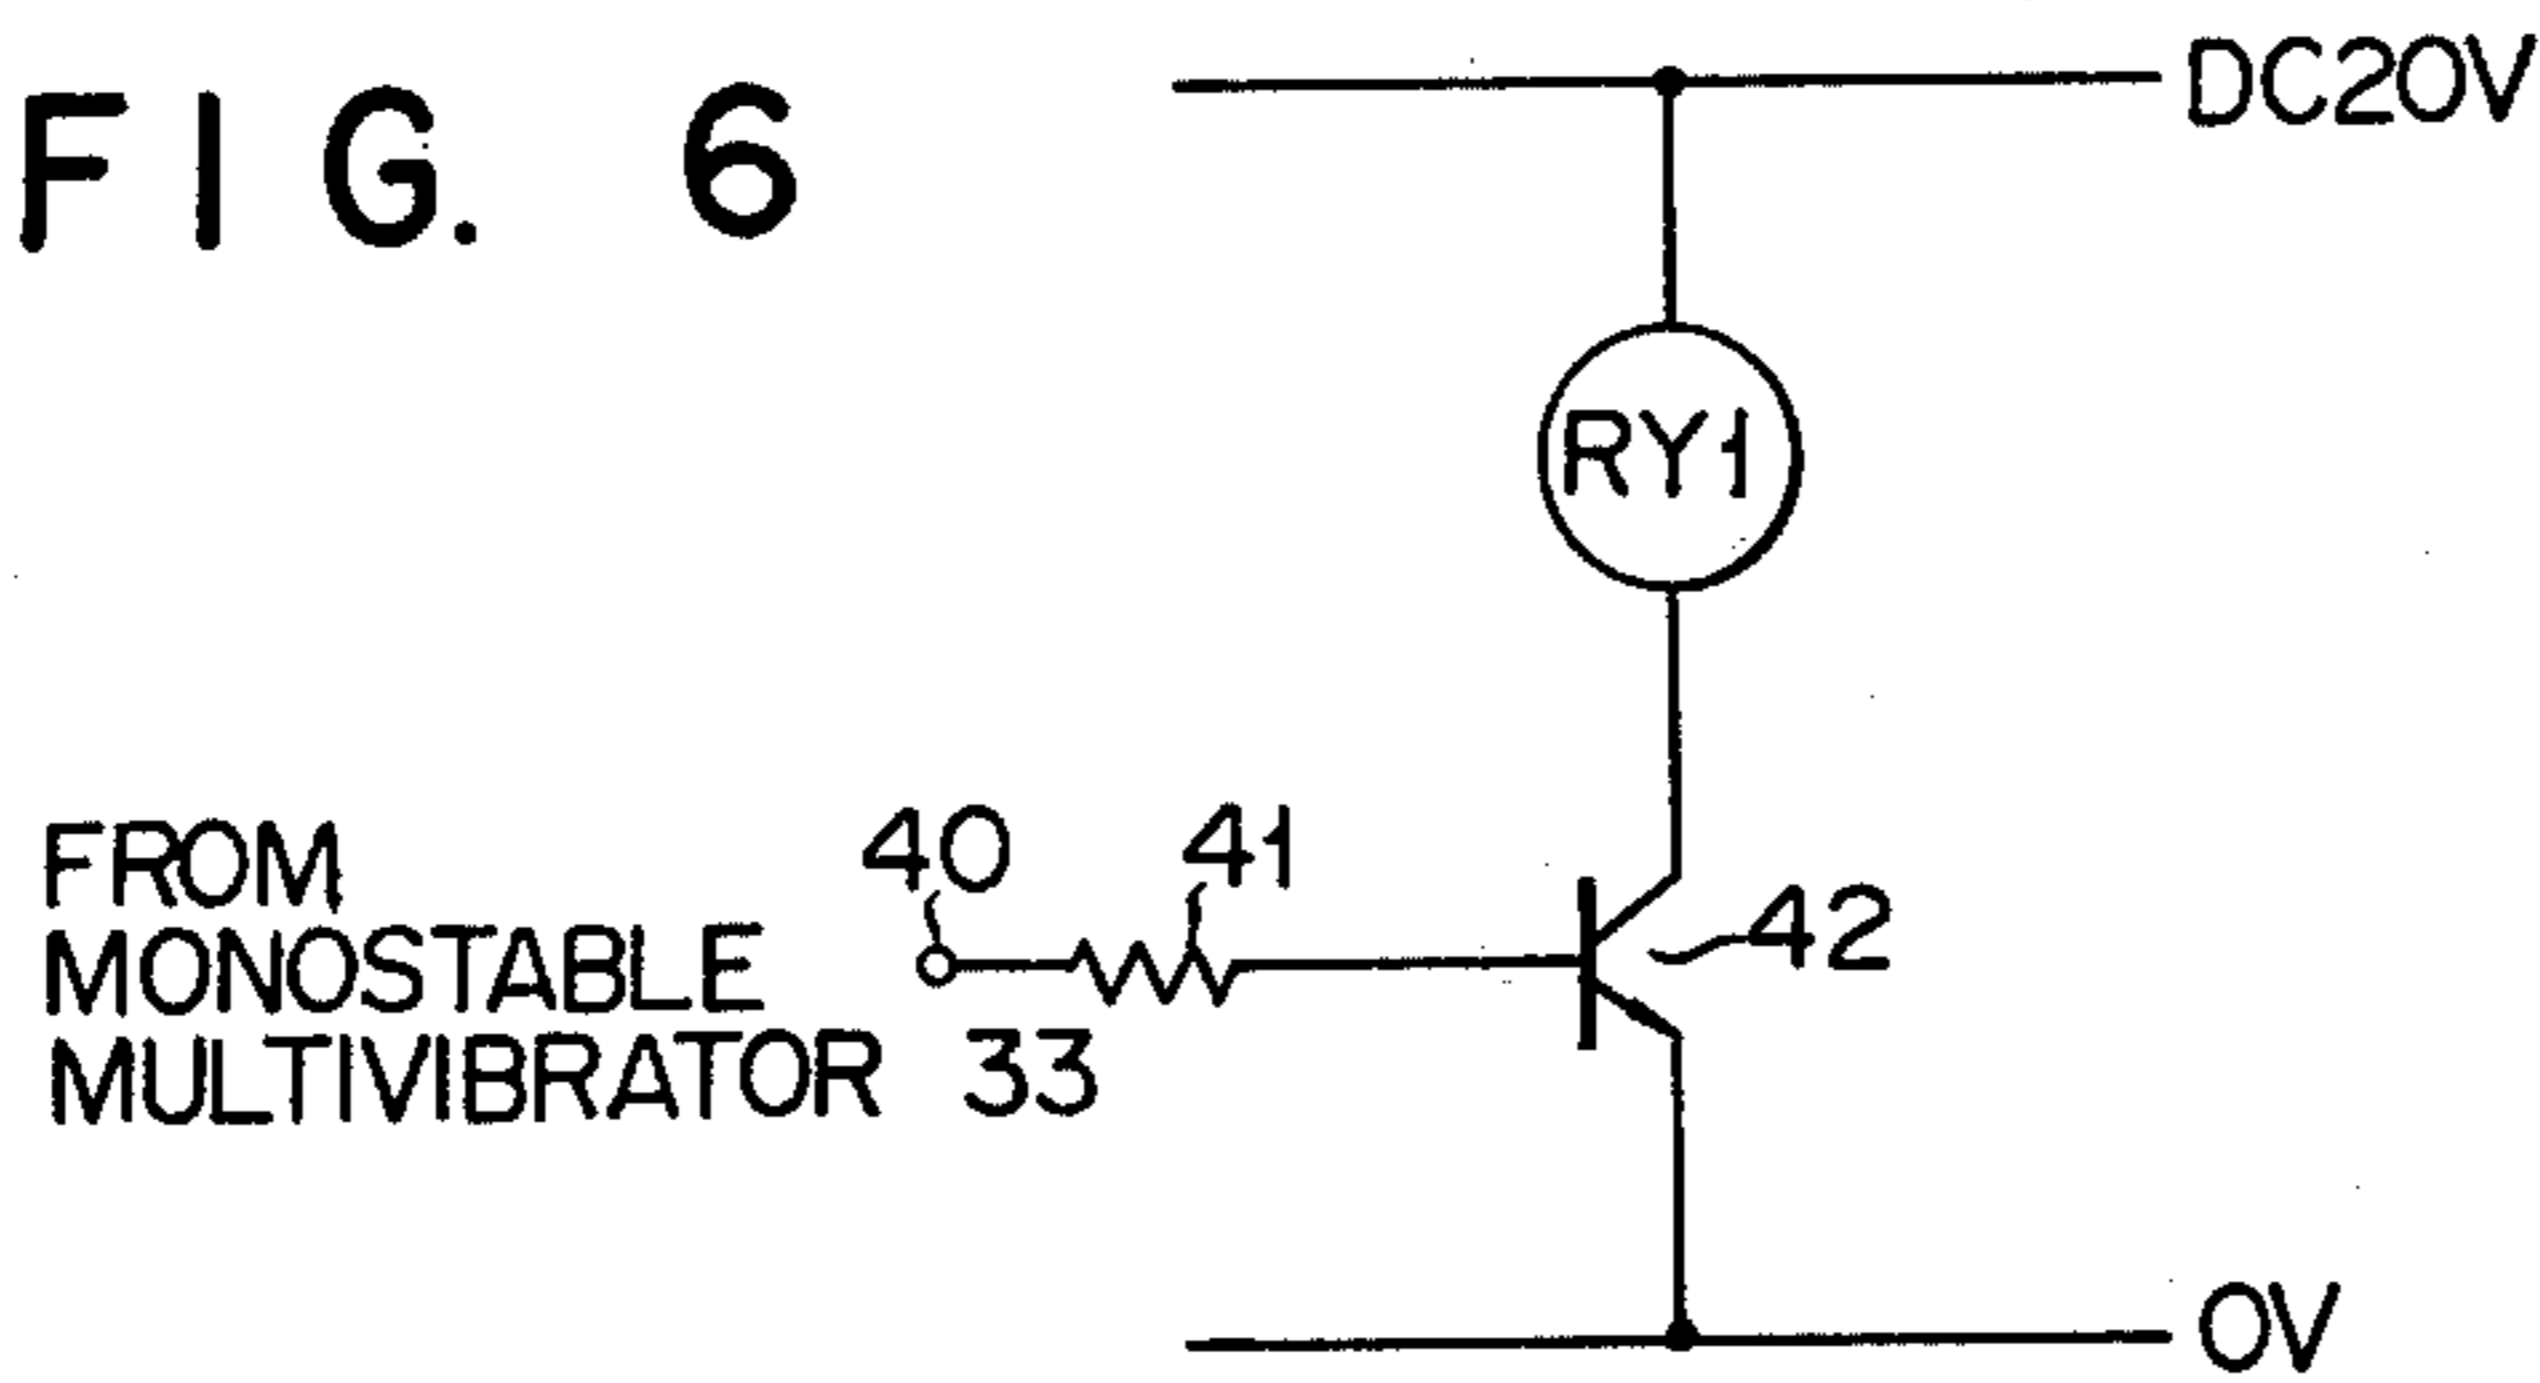 FIG. 6
DC20V
RY1
40
41
42
FROM
MONOSTABLE
MULTIVIBRATOR 33
0V